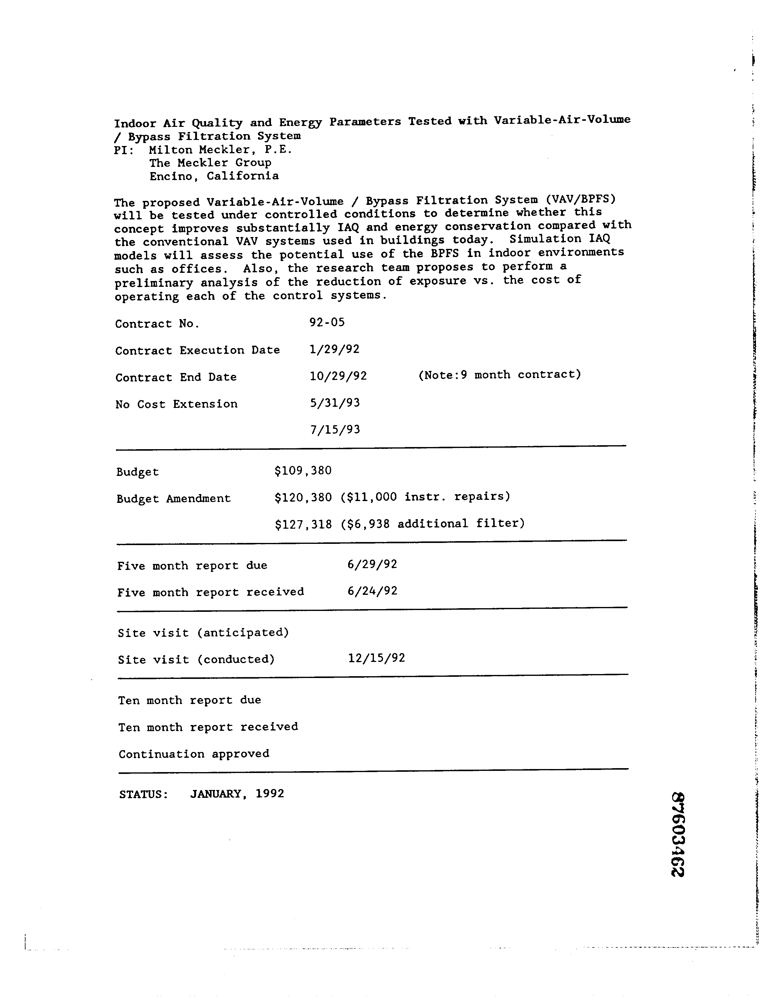 Indoor Air Quality and Energy Parameters Tested with Variable-Air-Volume
/ Bypass Filtration System
PI: Milton Meckler, P.E.
The Meckler Group
Encino, California
The proposed Variable-Air-Volume / Bypass Filtration System (VAV/BPFS)
will be tested under controlled conditions to determine whether this
concept improves substantially IAQ and energy conservation compared with
the conventional VAV systems used in buildings today. Simulation IAQ
models will assess the potential use of the BPFS in indoor environments
such as offices. Also, the research team proposes to perform a
preliminary analysis of the reduction of exposure vs. the cost of
operating each of the control systems.
Contract No. 92-05
Contract Execution Date 1/29/92
Contract End Date 10/29/92 (Note:9 month contract)
No Cost Extension 5/31/93
7/15/93
Budget $109,380
Budget Amendment $120,380 ($11,000 instr. repairs)
$127,318 ($6,938 additional filter)
Five month report due 6/29/92
Five month report received 6/24/92
Site visit (anticipated)
Site visit (conducted) 12/15/92
Ten month report due
Ten month report received
Continuation approved
STATUS: JANUARY, 1992
87603462